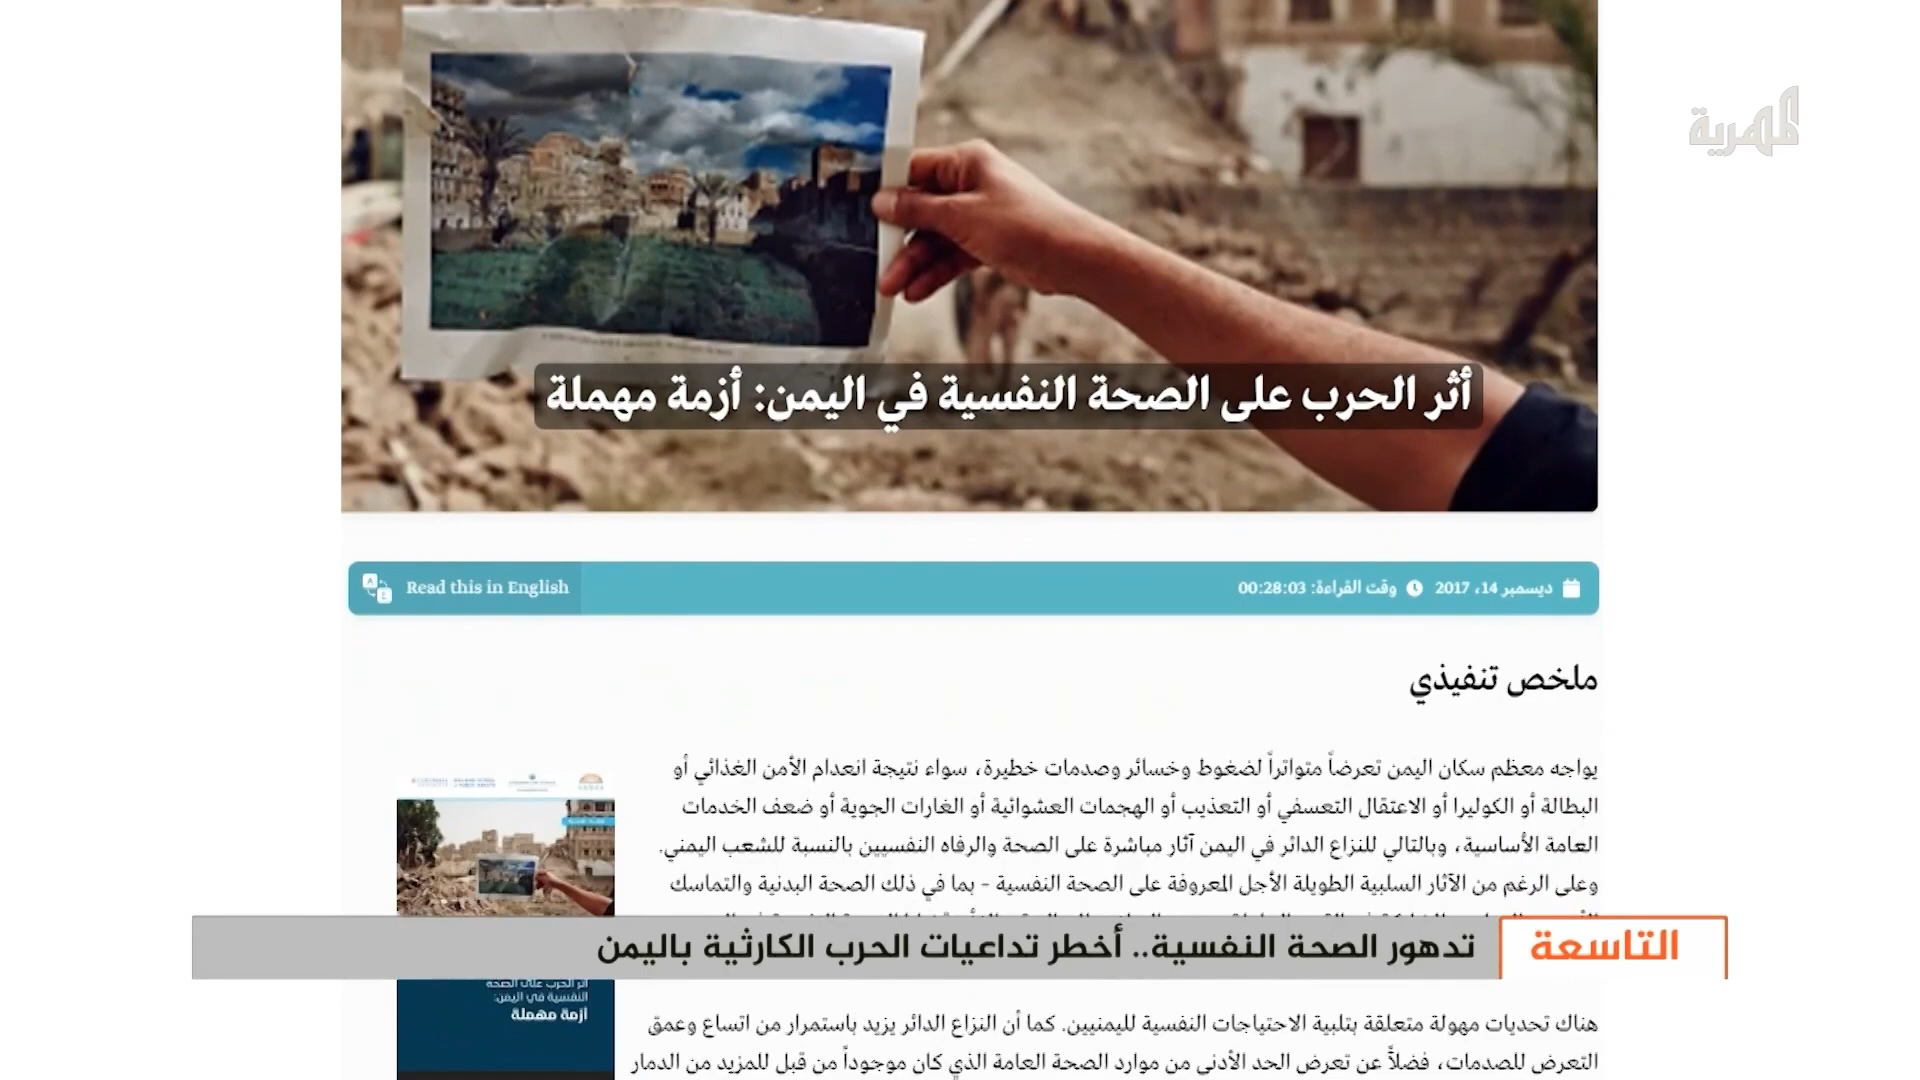 المهرية
أثر الحرب على الصحة النفسية في اليمن: أزمة مهملة
ديسمبر 14، 2017 وقت القراءة: 00:28:03
Read this in English
ملخص تنفيذي
يواجه معظم سكان اليمن تعرضاً متواتراً لضغوط وخسائر وصدمات خطيرة، سواء نتيجة انعدام الأمن الغذائي أو
البطالة أو الكوليرا أو الاعتقال التعسفي أو التعذيب أو الهجمات العشوائية أو الغارات الجوية أو ضعف الخدمات
العامة الأساسية، وبالتالي للنزاع الدائر في اليمن آثار مباشرة على الصحة والرفاه النفسيين بالنسبة للشعب اليمني.
وعلى الرغم من الآثار السلبية الطويلة الأجل المعروفة على الصحة النفسية - بما في ذلك الصحة البدنية والتماسك
التاسعة
تدهور الصحة النفسية.. أخطر تداعيات الحرب الكارثية باليمن
أثر الحرب على الصحة
النفسية في اليمن:
أزمة مهملة
هناك تحديات مهولة متعلقة بتلبية الاحتياجات النفسية لليمنيين. كما أن النزاع الدائر يزيد باستمرار من اتساع وعمق
التعرض للصدمات، فضلاً عن تعرض الحد الأدنى من موارد الصحة العامة الذي كان موجوداً من قبل للمزيد من الدمار